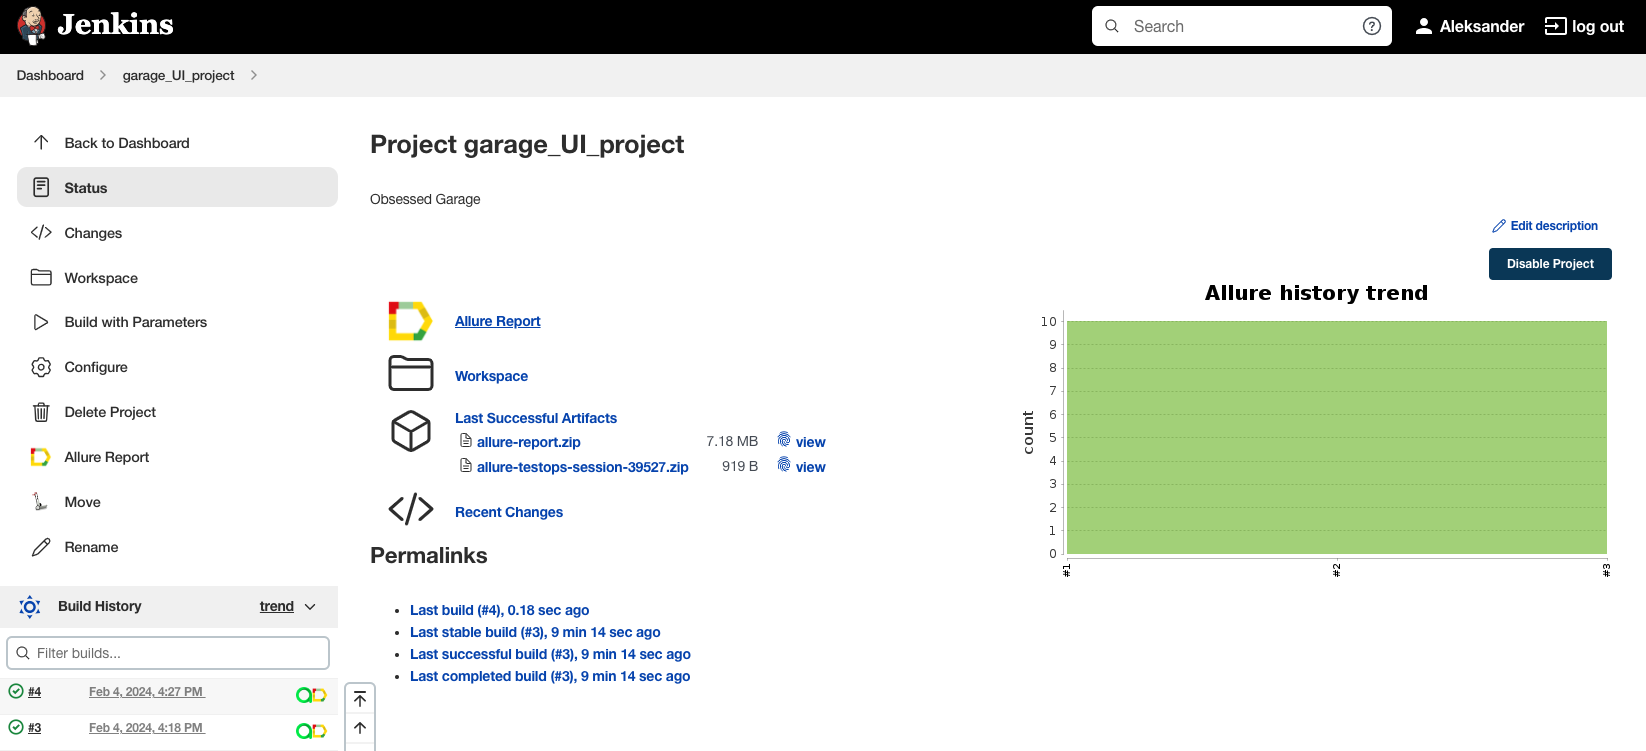 Jenkins
Search
Aleksander
log out
Dashboard
garage_UI_project
Back to Dashboard
Status
Changes
Workspace
Build with Parameters
Configure
Delete Project
Allure Report
Move
Rename
Build History
trend
Filter builds...
#4 Feb 4, 2024, 4:27 PM
#3 Feb 4, 2024, 4:18 PM
Project garage_UI_project
Obsessed Garage
Edit description
Disable Project
Allure Report
Workspace
Last Successful Artifacts
allure-report.zip 7.18 MB view
allure-testops-session-39527.zip 919 B view
Recent Changes
Permalinks
Last build (#4), 0.18 sec ago
Last stable build (#3), 9 min 14 sec ago
Last successful build (#3), 9 min 14 sec ago
Last completed build (#3), 9 min 14 sec ago
Allure history trend
count
10
9
8
7
6
5
4
3
2
1
0
#1
#2
#3